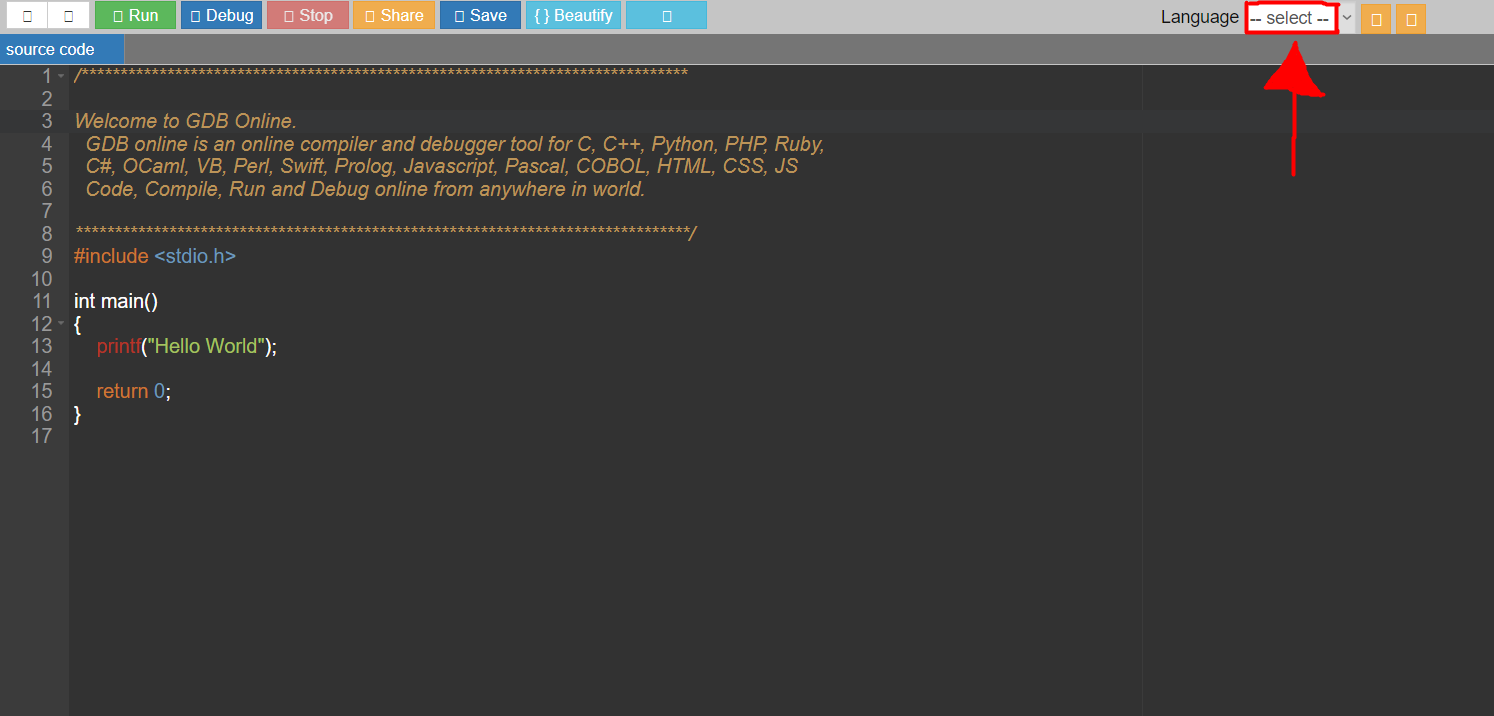 Run Debug Stop Share Save { } Beautify Language -- select --
source code
1 /******************************************************************************
2
3 Welcome to GDB Online.
4 GDB online is an online compiler and debugger tool for C, C++, Python, PHP, Ruby,
5 C#, OCaml, VB, Perl, Swift, Prolog, Javascript, Pascal, COBOL, HTML, CSS, JS
6 Code, Compile, Run and Debug online from anywhere in world.
7
8 *******************************************************************************/
9 #include <stdio.h>
10
11 int main()
12 {
13 printf("Hello World");
14
15 return 0;
16 }
17